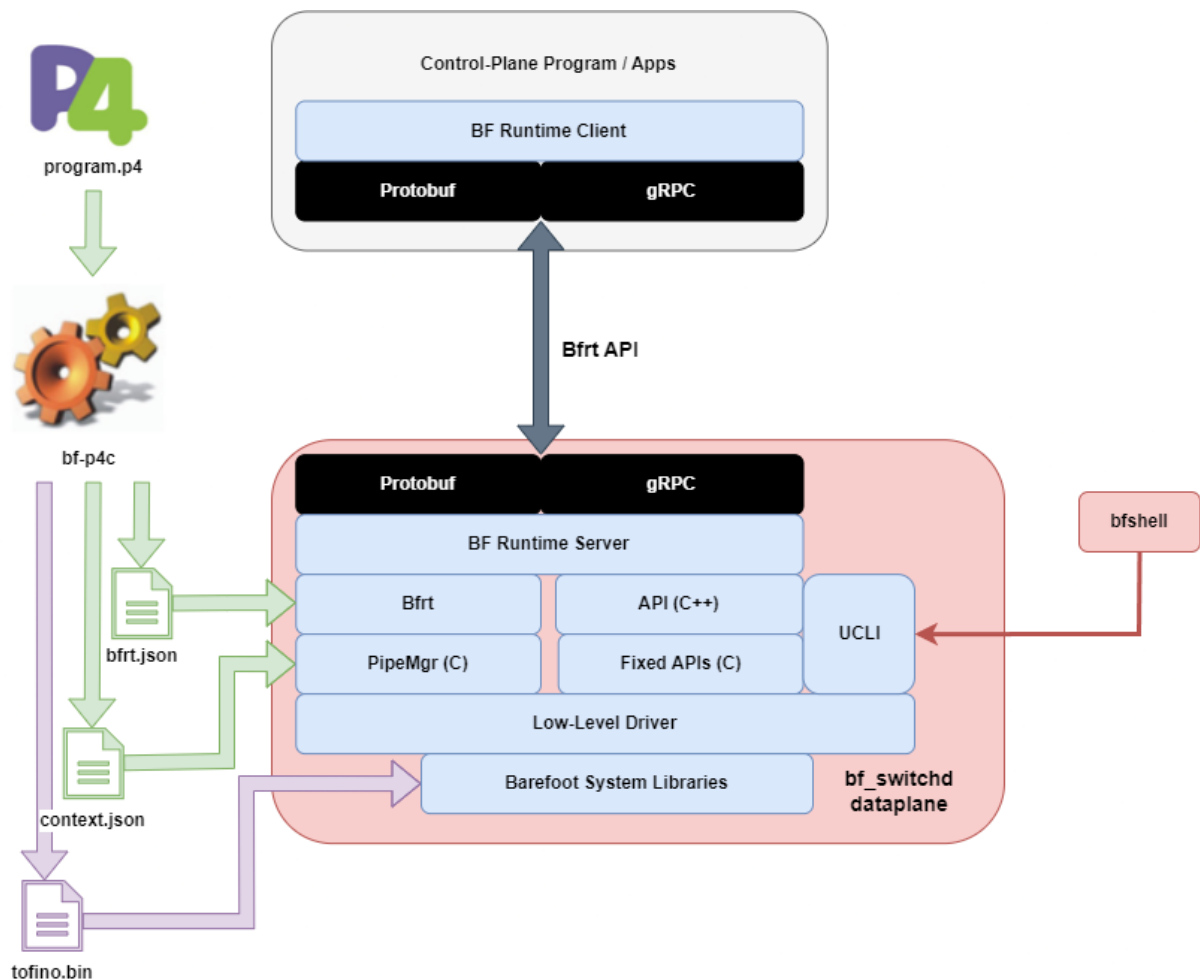 P4
program.p4
bf-p4c
bfrt.json
context.json
tofino.bin
Control-Plane Program / Apps
BF Runtime Client
Protobuf
gRPC
Bfrt API
Protobuf
gRPC
BF Runtime Server
Bfrt
API (C++)
UCLI
PipeMgr (C)
Fixed APIs (C)
Low-Level Driver
Barefoot System Libraries
bf_switchd
dataplane
bfshell